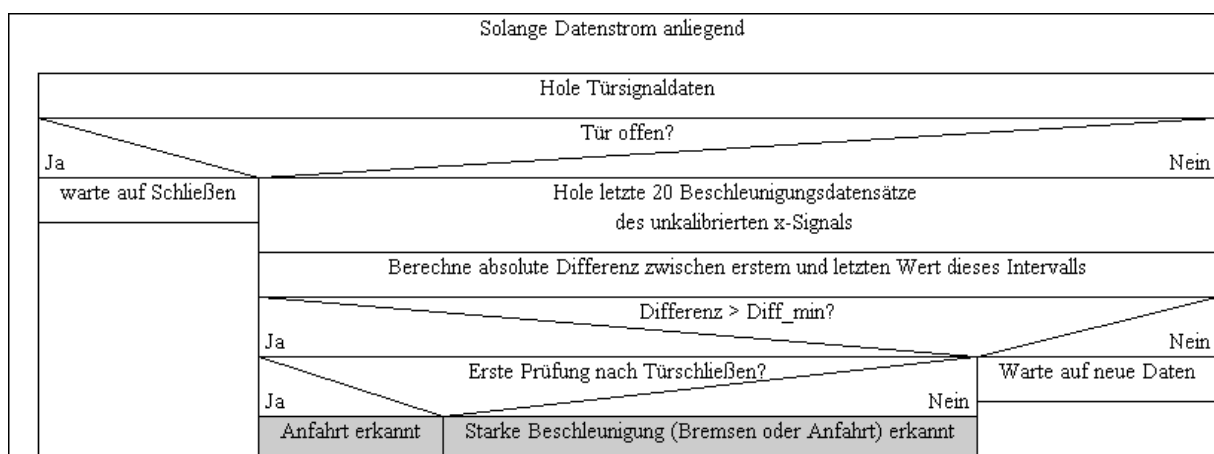 Solange Datenstrom anliegend
Hole Türsignaldaten
Tür offen?
Ja
Nein
warte auf Schließen
Hole letzte 20 Beschleunigungsdatensätze
des unkalibrierten x-Signals
Berechne absolute Differenz zwischen erstem und letzten Wert dieses Intervalls
Differenz > Diff_min?
Ja
Nein
Erste Prüfung nach Türschließen?
Warte auf neue Daten
Ja
Nein
Anfahrt erkannt
Starke Beschleunigung (Bremsen oder Anfahrt) erkannt